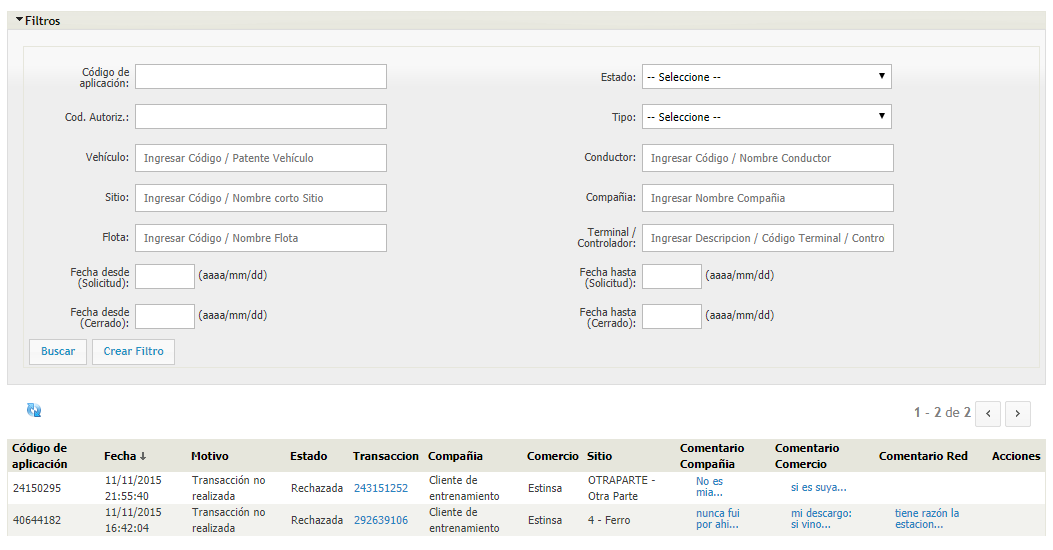 Filtros
Código de
aplicación:
Estado: -- Seleccione --
Cod. Autoriz.:
Tipo: -- Seleccione --
Vehículo: Ingresar Código / Patente Vehículo
Conductor: Ingresar Código / Nombre Conductor
Sitio: Ingresar Código / Nombre corto Sitio
Compañia: Ingresar Nombre Compañia
Flota: Ingresar Código / Nombre Flota
Terminal /
Controlador: Ingresar Descripcion / Código Terminal / Contro
Fecha desde
(Solicitud): (aaaa/mm/dd)
Fecha hasta
(Solicitud): (aaaa/mm/dd)
Fecha desde
(Cerrado): (aaaa/mm/dd)
Fecha hasta
(Cerrado): (aaaa/mm/dd)
Buscar Crear Filtro
1 - 2 de 2 < >
Código de
aplicación
Fecha ↓
Motivo
Estado
Transaccion
Compañía
Comercio
Sitio
Comentario
Compañía
Comentario
Comercio
Comentario Red
Acciones
24150295
11/11/2015
21:55:40
Transacción no
realizada
Rechazada
243151252
Cliente de
entrenamiento
Estinsa
OTRAPARTE -
Otra Parte
No es
mia...
si es suya...
40644182
11/11/2015
16:42:04
Transacción no
realizada
Rechazada
292639106
Cliente de
entrenamiento
Estinsa
4 - Ferro
nunca fui
por ahi...
mi descargo:
si vino...
tiene razón la
estacion...